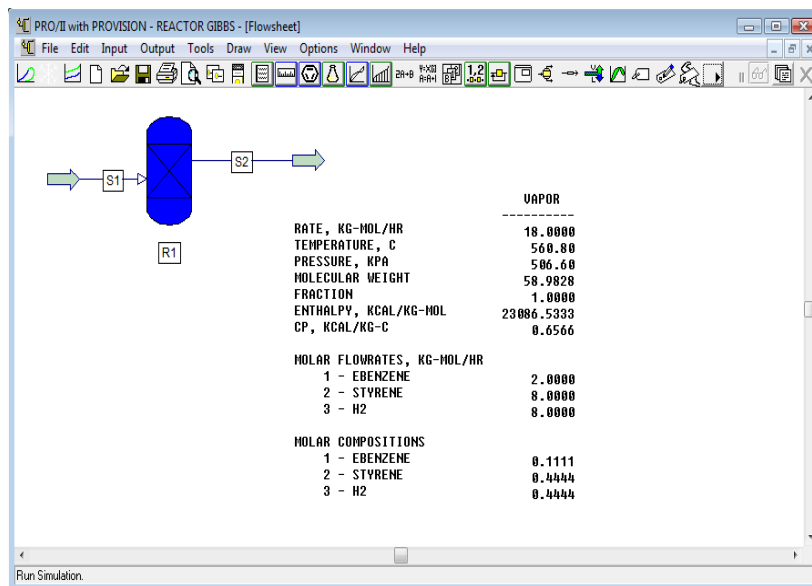 PRO/II with PROVISION - REACTOR GIBBS - [Flowsheet]
File Edit Input Output Tools Draw View Options Window Help
S1
S2
R1
VAPOR
----------
RATE, KG-MOL/HR 18.0000
TEMPERATURE, C 560.80
PRESSURE, KPA 506.60
MOLECULAR WEIGHT 58.9828
FRACTION 1.0000
ENTHALPY, KCAL/KG-MOL 23086.5333
CP, KCAL/KG-C 0.6566
MOLAR FLOWRATES, KG-MOL/HR
1 - EBENZENE 2.0000
2 - STYRENE 8.0000
3 - H2 8.0000
MOLAR COMPOSITIONS
1 - EBENZENE 0.1111
2 - STYRENE 0.4444
3 - H2 0.4444
Run Simulation.